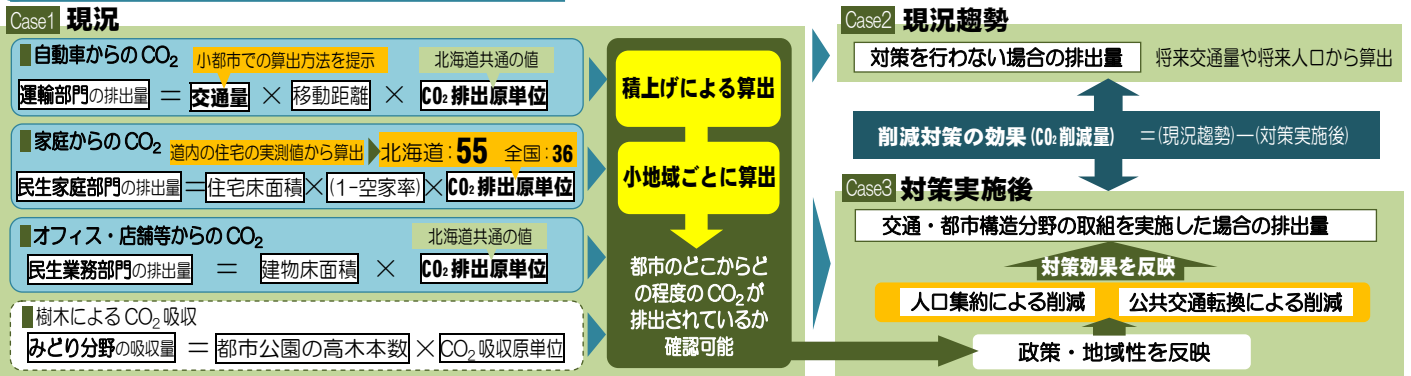 Case1 現況
■自動車からのCO₂
小都市での算出方法を提示
北海道共通の値
運輸部門の排出量 ＝ 交通量 × 移動距離 × CO₂排出原単位
■家庭からのCO₂
道内の住宅の実測値から算出
北海道：55 全国：36
民生家庭部門の排出量＝住宅床面積×(1-空家率)×CO₂排出原単位
■オフィス・店舗等からのCO₂
北海道共通の値
民生業務部門の排出量 ＝ 建物床面積 × CO₂排出原単位
■樹木によるCO₂吸収
みどり分野の吸収量 ＝ 都市公園の高木本数×CO₂吸収原単位
積上げによる算出
小地域ごとに算出
都市のどこからど
の程度のCO₂が
排出されているか
確認可能
Case2 現況趨勢
対策を行わない場合の排出量
将来交通量や将来人口から算出
削減対策の効果(CO₂削減量) ＝(現況趨勢)―(対策実施後)
Case3 対策実施後
交通・都市構造分野の取組を実施した場合の排出量
対策効果を反映
人口集約による削減
公共交通転換による削減
政策・地域性を反映